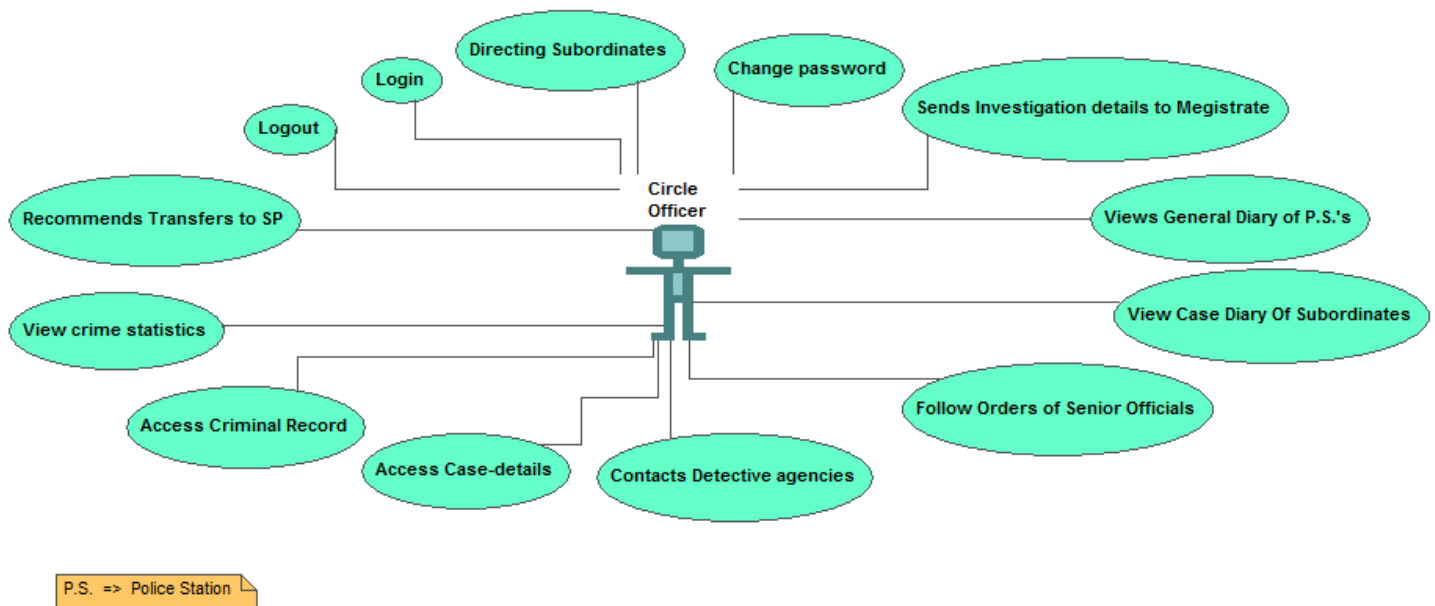 Directing Subordinates
Change password
Login
Sends Investigation details to Megistrate
Logout
Circle
Officer
Recommends Transfers to SP
Views General Diary of P.S.'s
View crime statistics
View Case Diary Of Subordinates
Access Criminal Record
Follow Orders of Senior Officials
Access Case-details
Contacts Detective agencies
P.S. => Police Station